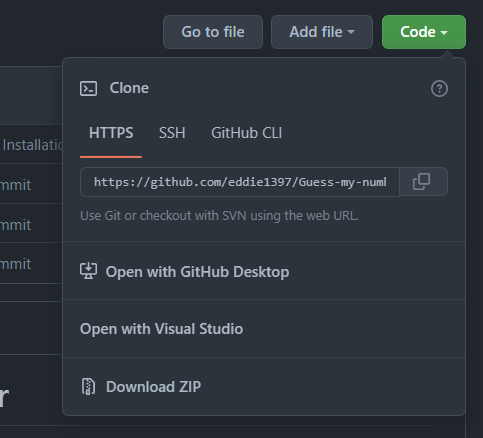 Go to file
Add file
Code
Clone
Installatio
HTTPS SSH GitHub CLI
mmit
https://github.com/eddie1397/Guess-my-numl
Use Git or checkout with SVN using the web URL.
mmit
mmit
Open with GitHub Desktop
Open with Visual Studio
Download ZIP
r